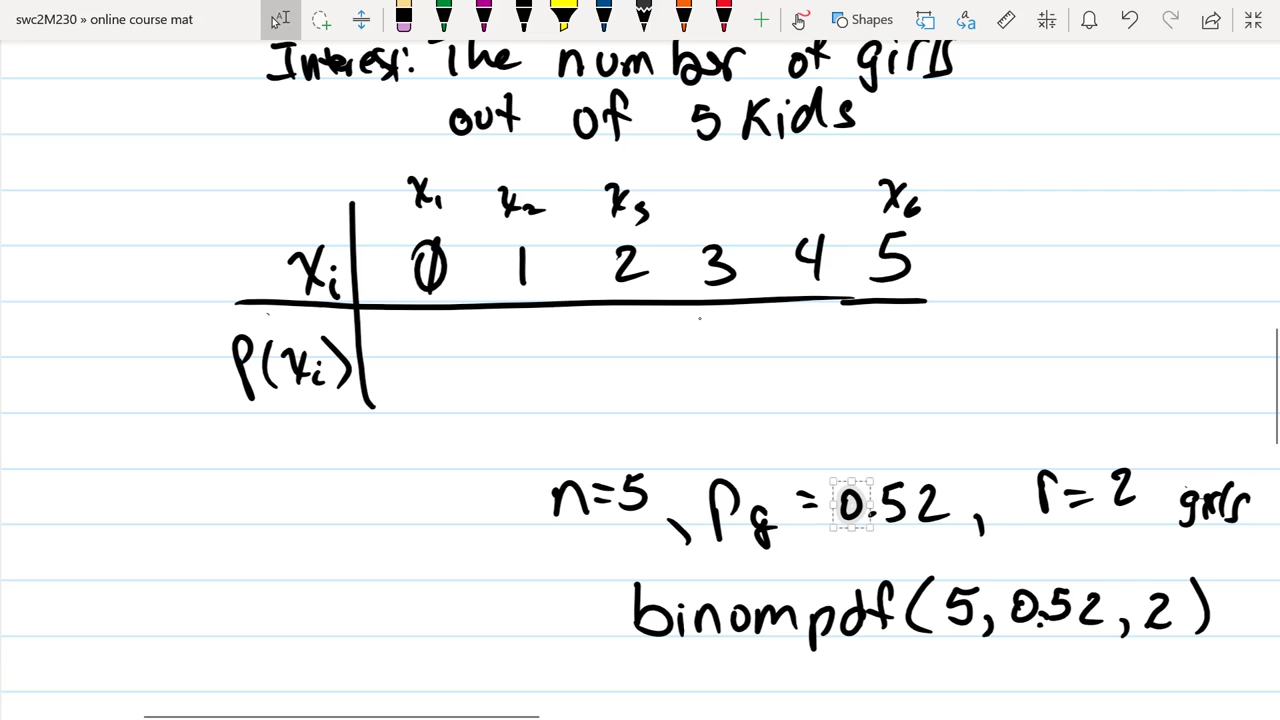 swc2M230 » online course mat
Shapes
Interest: The number of girls
out of 5 kids
x₁ x₂ x₃ x₆
xᵢ 0 1 2 3 4 5
P(xᵢ)
n=5, Pg = 0.52, r=2 girls
binompdf(5, 0.52, 2)